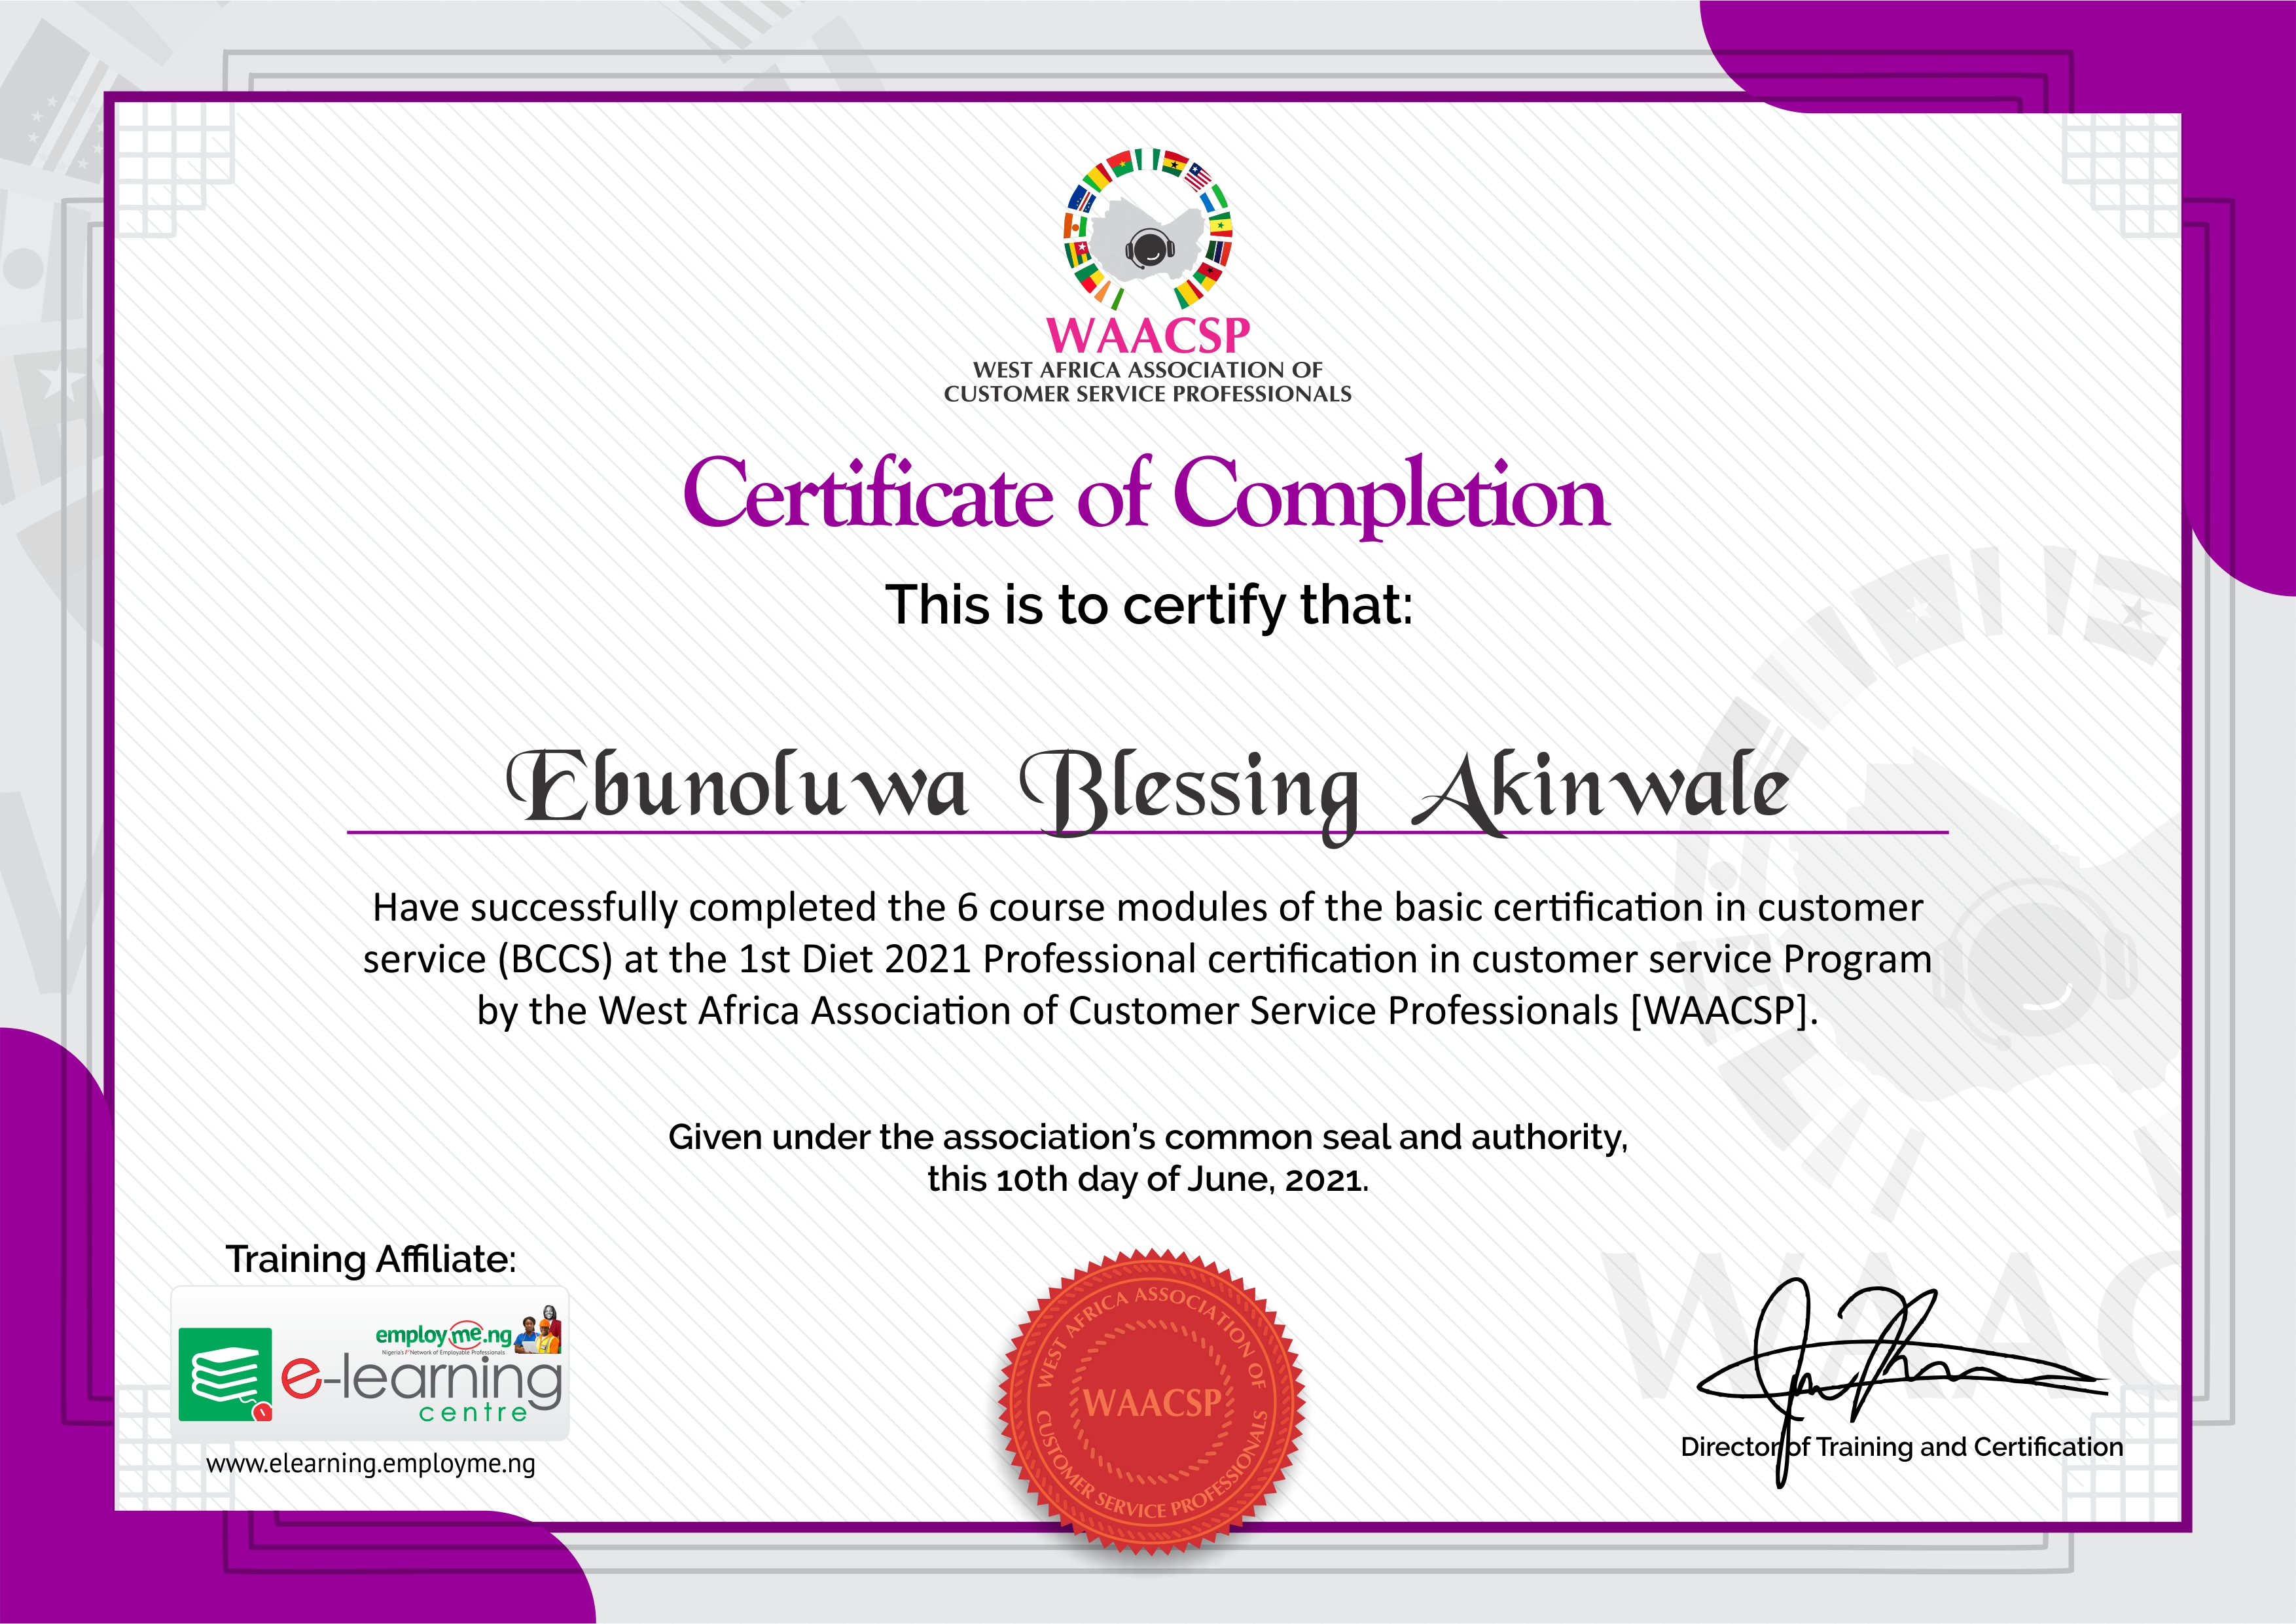 WAACSP
WEST AFRICA ASSOCIATION OF
CUSTOMER SERVICE PROFESSIONALS
Certificate of Completion
This is to certify that:
Ebunoluwa Blessing Akinwale
Have successfully completed the 6 course modules of the basic certification in customer
service (BCCS) at the 1st Diet 2021 Professional certification in customer service Program
by the West Africa Association of Customer Service Professionals [WAACSP].
Given under the association's common seal and authority,
this 10th day of June, 2021.
Training Affiliate:
employme.ng
Nigeria's 1st Network of Employable Professionals
e-learning
centre
www.elearning.employme.ng
WEST AFRICA ASSOCIATION OF
WAACSP
CUSTOMER SERVICE PROFESSIONALS
Director of Training and Certification
WAAC